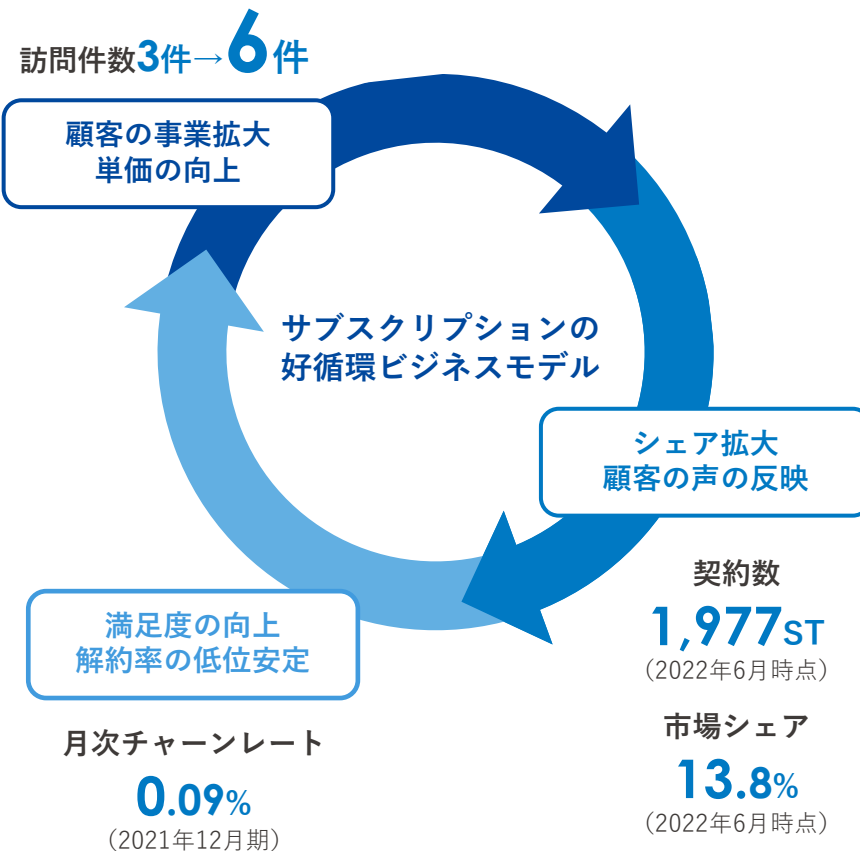 訪問件数3件→6件
顧客の事業拡大
単価の向上
サブスクリプションの
好循環ビジネスモデル
シェア拡大
顧客の声の反映
契約数
1,977ST
（2022年6月時点）
市場シェア
13.8%
（2022年6月時点）
満足度の向上
解約率の低位安定
月次チャーンレート
0.09%
（2021年12月期）